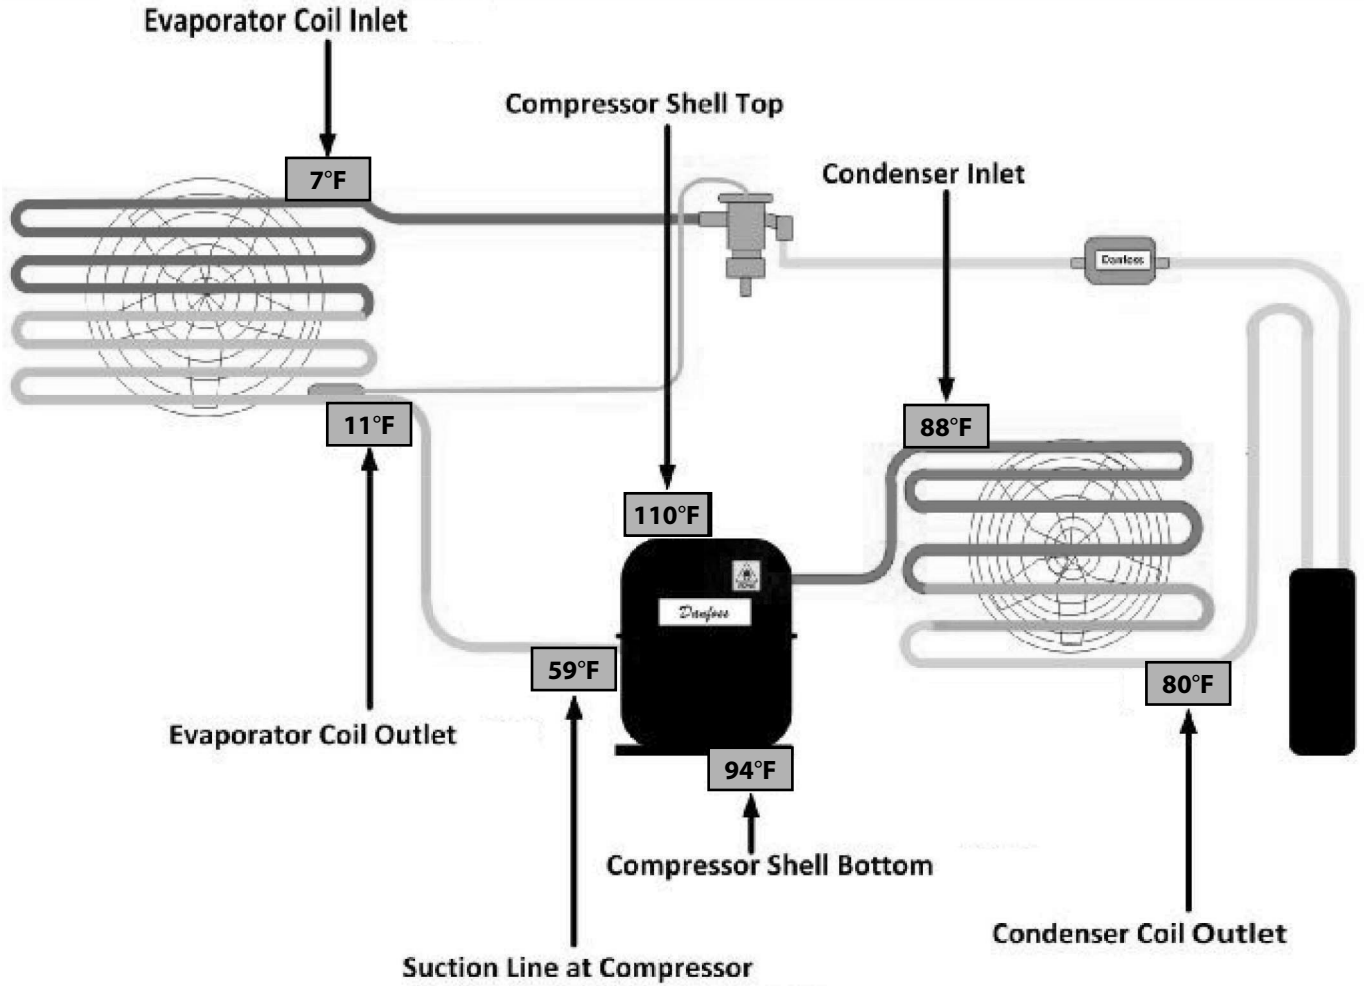 Evaporator Coil Inlet
Compressor Shell Top
7°F
Condenser Inlet
Danfoss
11°F
88°F
110°F
Danfoss
59°F
80°F
Evaporator Coil Outlet
94°F
Compressor Shell Bottom
Condenser Coil Outlet
Suction Line at Compressor